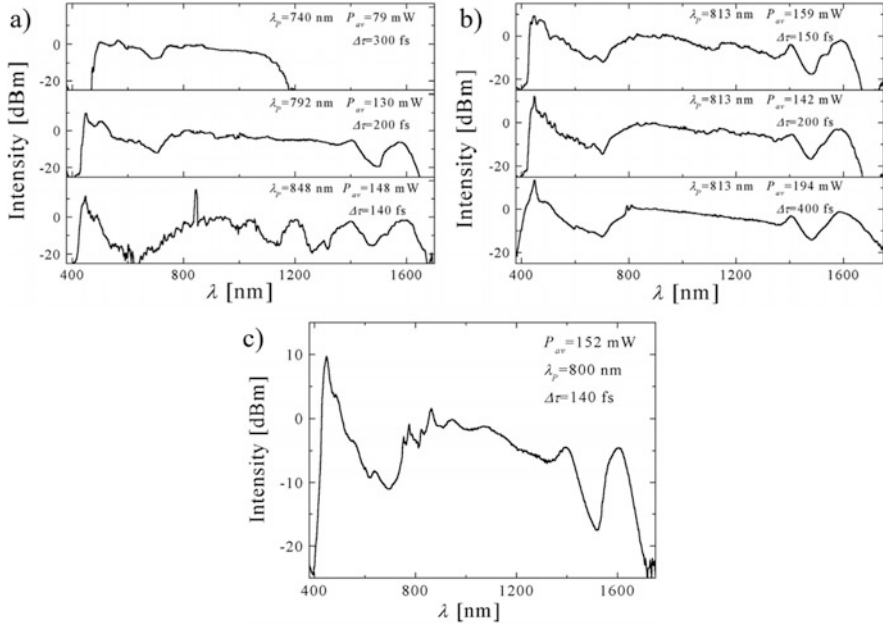 a)
λp=740 nm Pav=79 mW
Δτ=300 fs
0
-20
λp=792 nm Pav=130 mW
Δτ=200 fs
0
-20
λp=848 nm Pav=148 mW
Δτ=140 fs
0
-20
400 800 1200 1600
λ [nm]
Intensity [dBm]
b)
λp=813 nm Pav=159 mW
Δτ=150 fs
0
-20
λp=813 nm Pav=142 mW
Δτ=200 fs
0
-20
λp=813 nm Pav=194 mW
Δτ=400 fs
0
-20
400 800 1200 1600
λ [nm]
Intensity [dBm]
c)
Pav=152 mW
λp=800 nm
Δτ=140 fs
10
0
-10
-20
400 800 1200 1600
λ [nm]
Intensity [dBm]